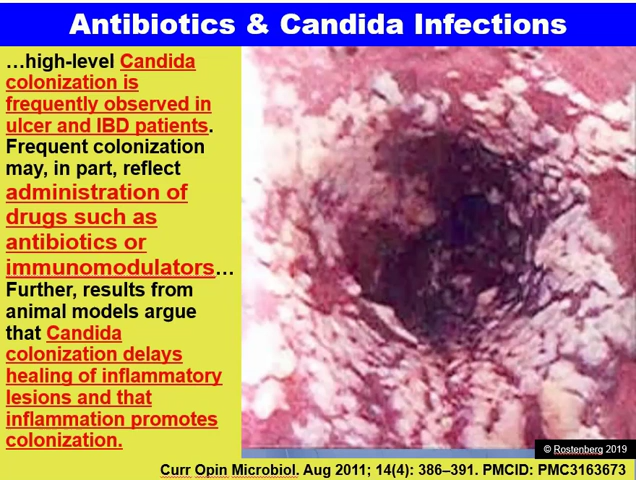 Antibiotics & Candida Infections
…high-level Candida
colonization is
frequently observed in
ulcer and IBD patients.
Frequent colonization
may, in part, reflect
administration of
drugs such as
antibiotics or
immunomodulators…
Further, results from
animal models argue
that Candida
colonization delays
healing of inflammatory
lesions and that
inflammation promotes
colonization.
© Rostenberg 2019
Curr Opin Microbiol. Aug 2011; 14(4): 386–391. PMCID: PMC3163673